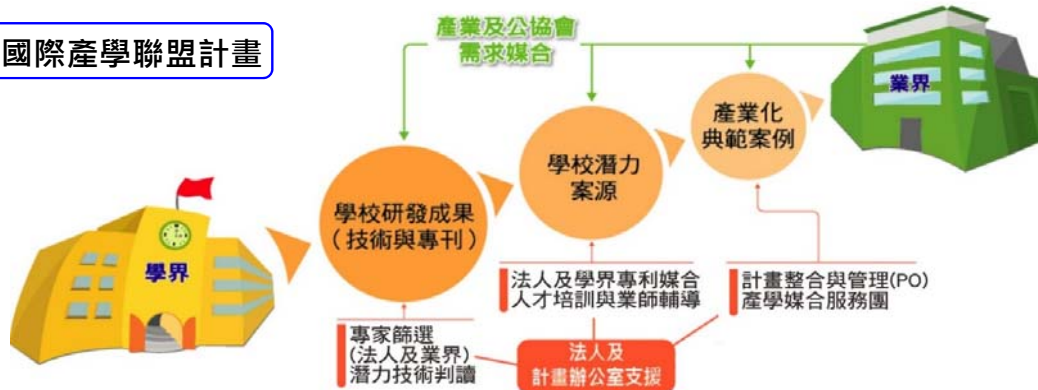 國際產學聯盟計畫
產業及公協會
需求媒合
業界
產業化
典範案例
學校潛力
案源
學校研發成果
(技術與專刊)
學界
法人及學界專利媒合
人才培訓與業師輔導
計畫整合與管理(PO)
產學媒合服務團
專家篩選
(法人及業界)
潛力技術判讀
法人及
計畫辦公室支援